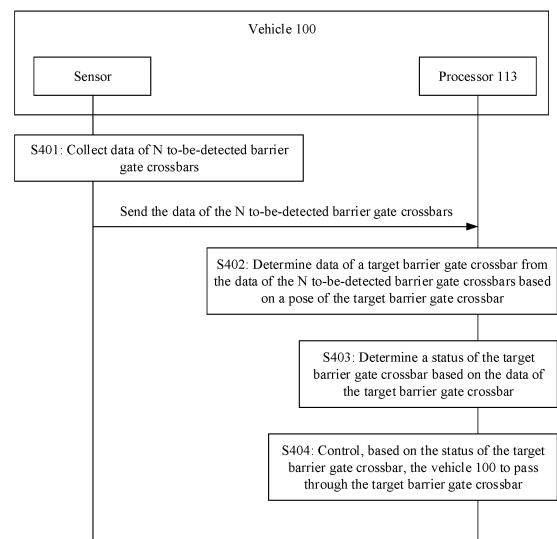 Vehicle 100
Sensor
Processor 113
S401: Collect data of N to-be-detected barrier
gate crossbars
Send the data of the N to-be-detected barrier gate crossbars
S402: Determine data of a target barrier gate crossbar from
the data of the N to-be-detected barrier gate crossbars based
on a pose of the target barrier gate crossbar
S403: Determine a status of the target
barrier gate crossbar based on the data of
the target barrier gate crossbar
S404: Control, based on the status of the target
barrier gate crossbar, the vehicle 100 to pass
through the target barrier gate crossbar